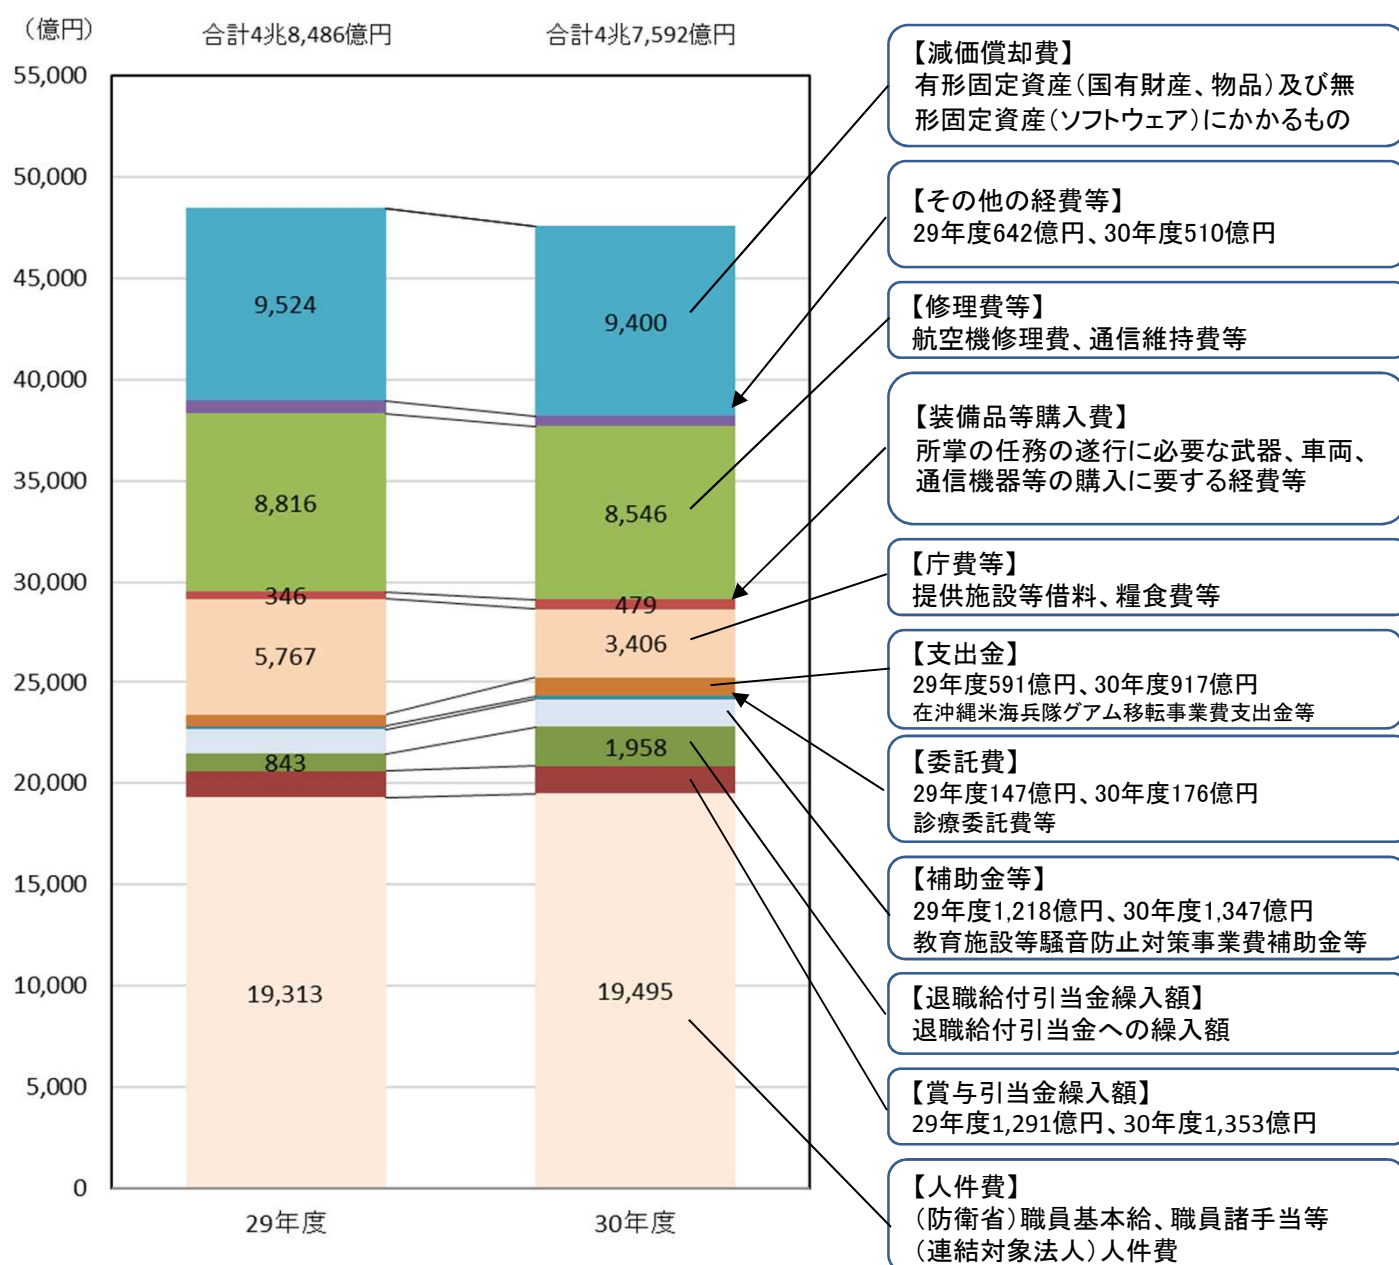 （億円）
合計4兆8,486億円
合計4兆7,592億円
55,000
50,000
45,000
40,000
35,000
30,000
25,000
20,000
15,000
10,000
5,000
0
9,524
8,816
346
5,767
843
19,313
9,400
8,546
479
3,406
1,958
19,495
29年度
30年度
【減価償却費】
有形固定資産（国有財産、物品）及び無
形固定資産（ソフトウェア）にかかるもの
【その他の経費等】
29年度642億円、30年度510億円
【修理費等】
航空機修理費、通信維持費等
【装備品等購入費】
所掌の任務の遂行に必要な武器、車両、
通信機器等の購入に要する経費等
【庁費等】
提供施設等借料、糧食費等
【支出金】
29年度591億円、30年度917億円
在沖縄米海兵隊グアム移転事業費支出金等
【委託費】
29年度147億円、30年度176億円
診療委託費等
【補助金等】
29年度1,218億円、30年度1,347億円
教育施設等騒音防止対策事業費補助金等
【退職給付引当金繰入額】
退職給付引当金への繰入額
【賞与引当金繰入額】
29年度1,291億円、30年度1,353億円
【人件費】
（防衛省）職員基本給、職員諸手当等
（連結対象法人）人件費